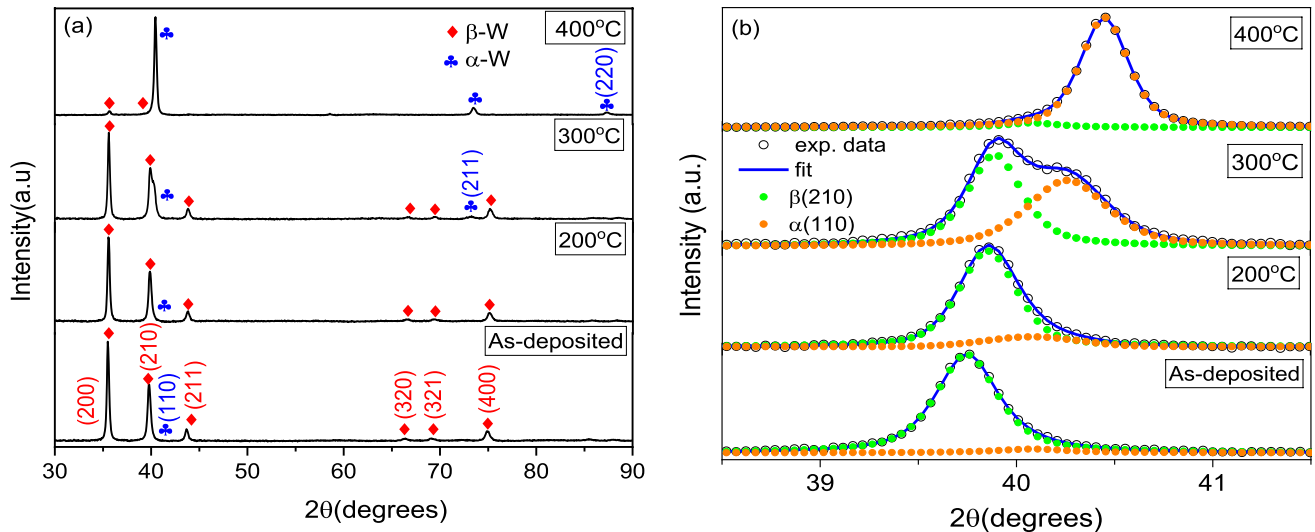 (a)
400°C
♦ β-W
♣ α-W
(220)
300°C
(211)
200°C
As-deposited
(200)
(210)
(110)
(211)
(320)
(321)
(400)
30 40 50 60 70 80 90
2θ(degrees)
Intensity(a.u)
(b)
400°C
exp. data
fit
β(210)
α(110)
300°C
200°C
As-deposited
39 40 41
2θ(degrees)
Intensity (a.u.)